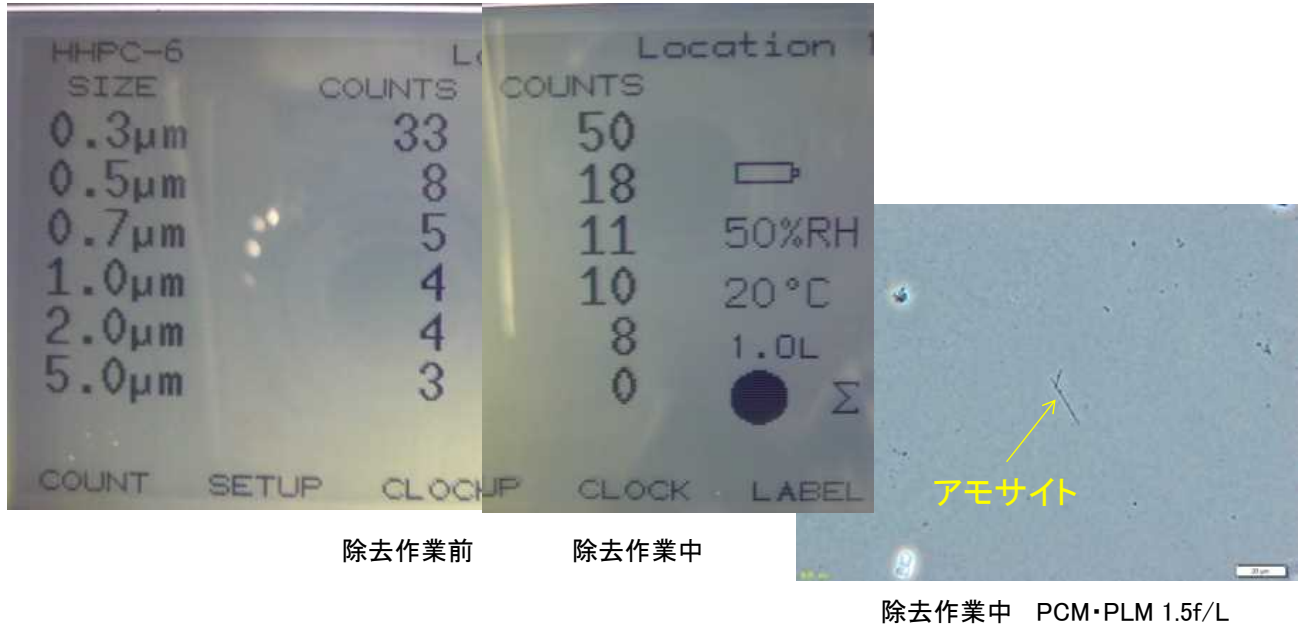 HHPC-6
SIZE COUNTS
0.3µm 33
0.5µm 8
0.7µm 5
1.0µm 4
2.0µm 4
5.0µm 3
COUNT SETUP
Location
COUNTS
50
18
11 50%RH
10 20°C
8 1.0L
0 Σ
CLOCK LABEL
アモサイト
20 µm
除去作業前
除去作業中
除去作業中 PCM・PLM 1.5f/L